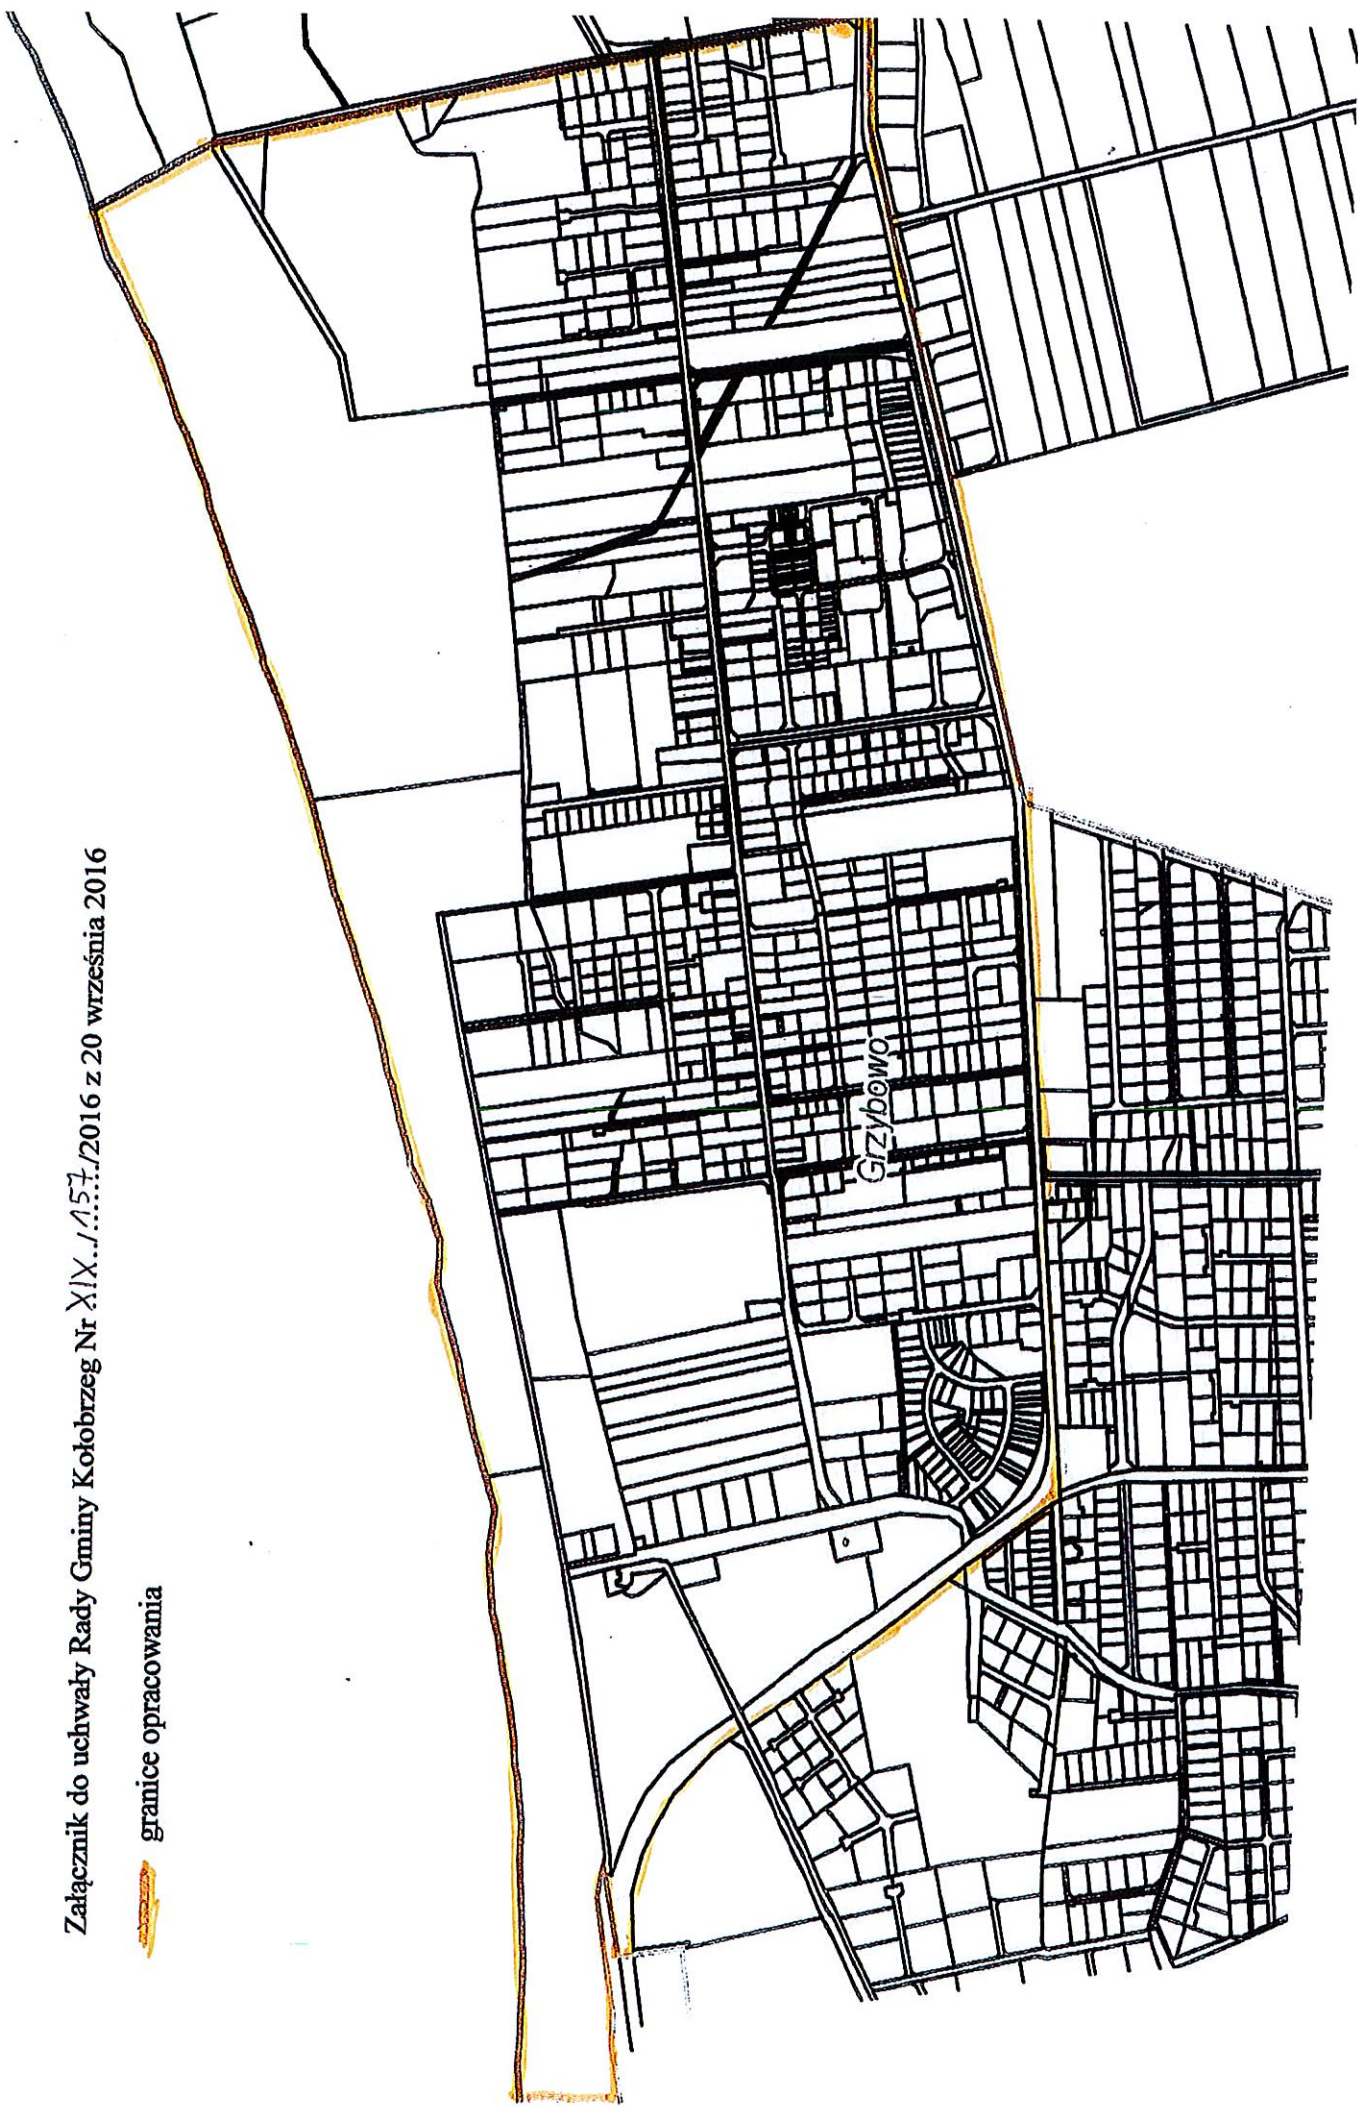 Załącznik do uchwały Rady Gminy Kołobrzeg Nr XIX../157/2016 z 20 września 2016
granice opracowania
Grzybowo